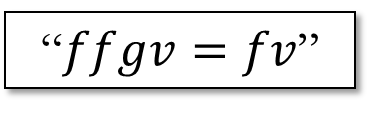 “ffgv = fv”